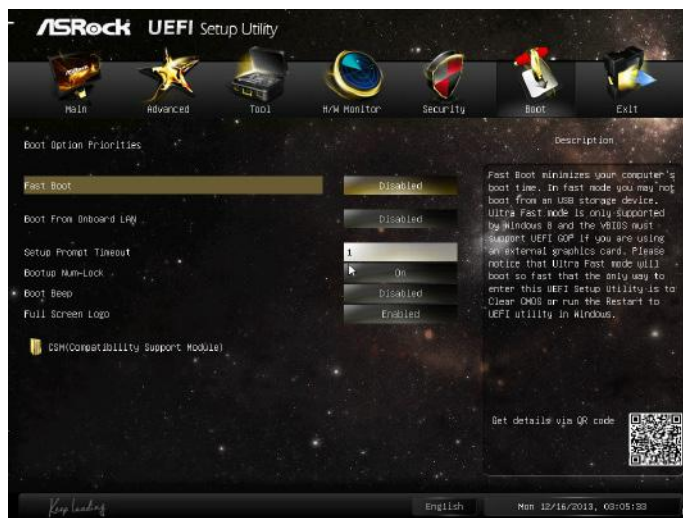 ASRock UEFI Setup Utility
Main Advanced Tool H/W Monitor Security Boot Exit
Boot Option Priorities
Fast Boot Disabled
Boot From Onboard LAN Disabled
Setup Prompt Timeout 1
Bootup Num-Lock On
Boot Beep Disabled
Full Screen Logo Enabled
CSM(Compatibility Support Module)
Description
Fast Boot minimizes your computer's
boot time. In fast mode you may not
boot from an USB storage device.
Ultra Fast mode is only supported
by Windows 8 and the VBIOS must
support UEFI GOP if you are using
an external graphics card. Please
notice that Ultra Fast mode will
boot so fast that the only way to
enter this UEFI Setup Utility is to
Clear CMOS or run the Restart to
UEFI utility in Windows.
Get details via QR code
Keep Leading
English Mon 12/16/2013, 03:05:33